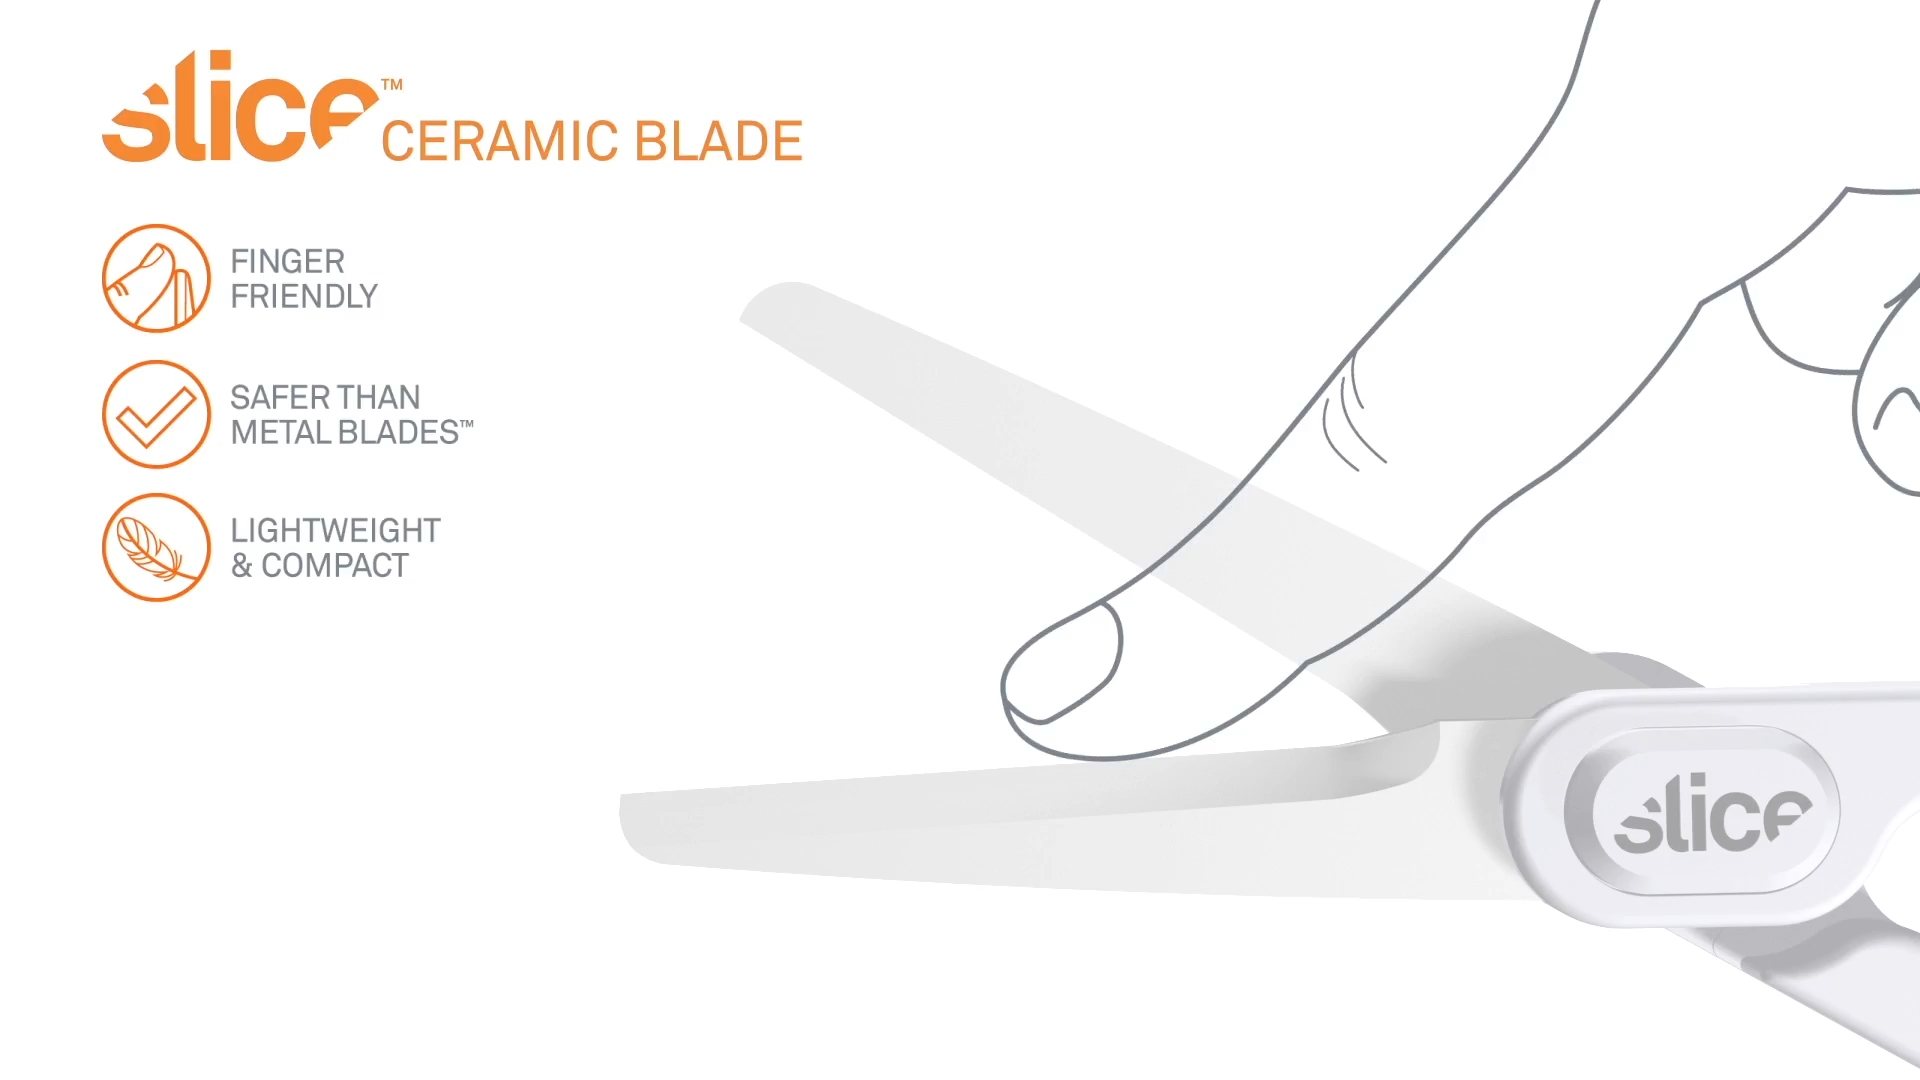 slice™ CERAMIC BLADE
FINGER
FRIENDLY
SAFER THAN
METAL BLADES™
LIGHTWEIGHT
& COMPACT
slice